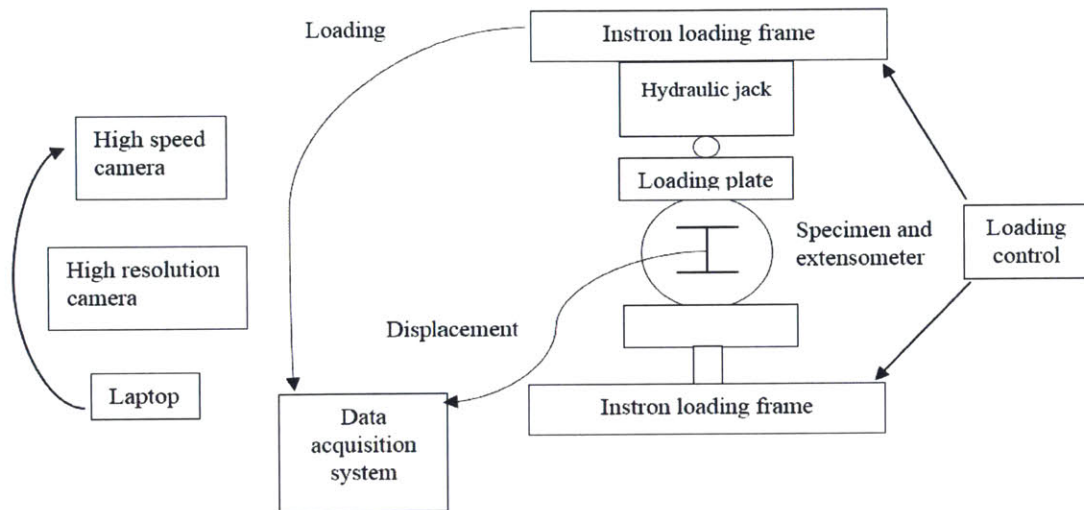 Loading
Instron loading frame
Hydraulic jack
High speed
camera
Loading plate
Specimen and
extensometer
Loading
control
High resolution
camera
Displacement
Laptop
Instron loading frame
Data
acquisition
system